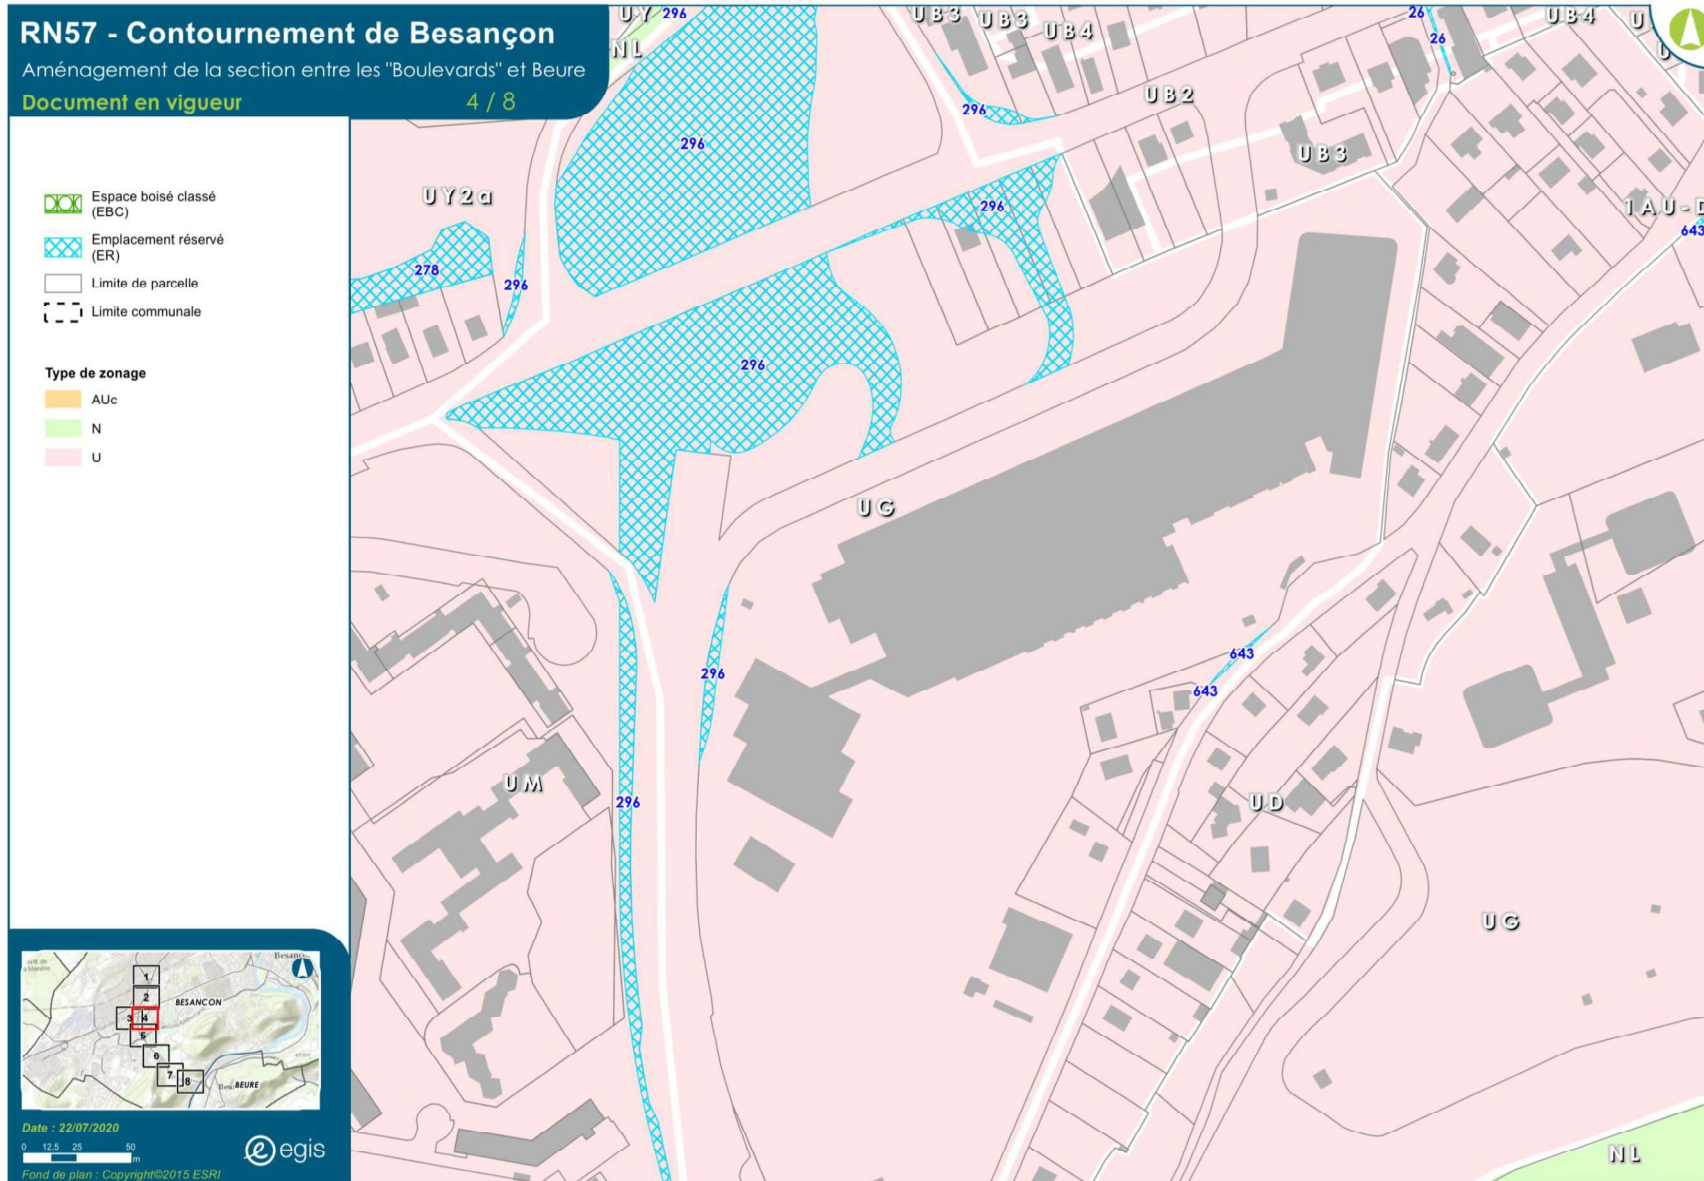 RN57 - Contournement de Besançon
Aménagement de la section entre les "Boulevards" et Beure
Document en vigueur 4 / 8
Espace boisé classé
(EBC)
Emplacement réservé
(ER)
Limite de parcelle
Limite communale
Type de zonage
AUc
N
U
UY 296
NL
UB3 UB3 UB4
26
26
UB4
UB2
296
296
UB3
UY2a
296
1AU-D
643
278
296
296
UG
643
643
296
UM
296
UD
UG
NL
Besanço
1
2
BESANCON
3 4
5
6
7 8
BEURE
Date : 22/07/2020
0 12,5 25 50
m
egis
Fond de plan : Copyright©2015 ESRI